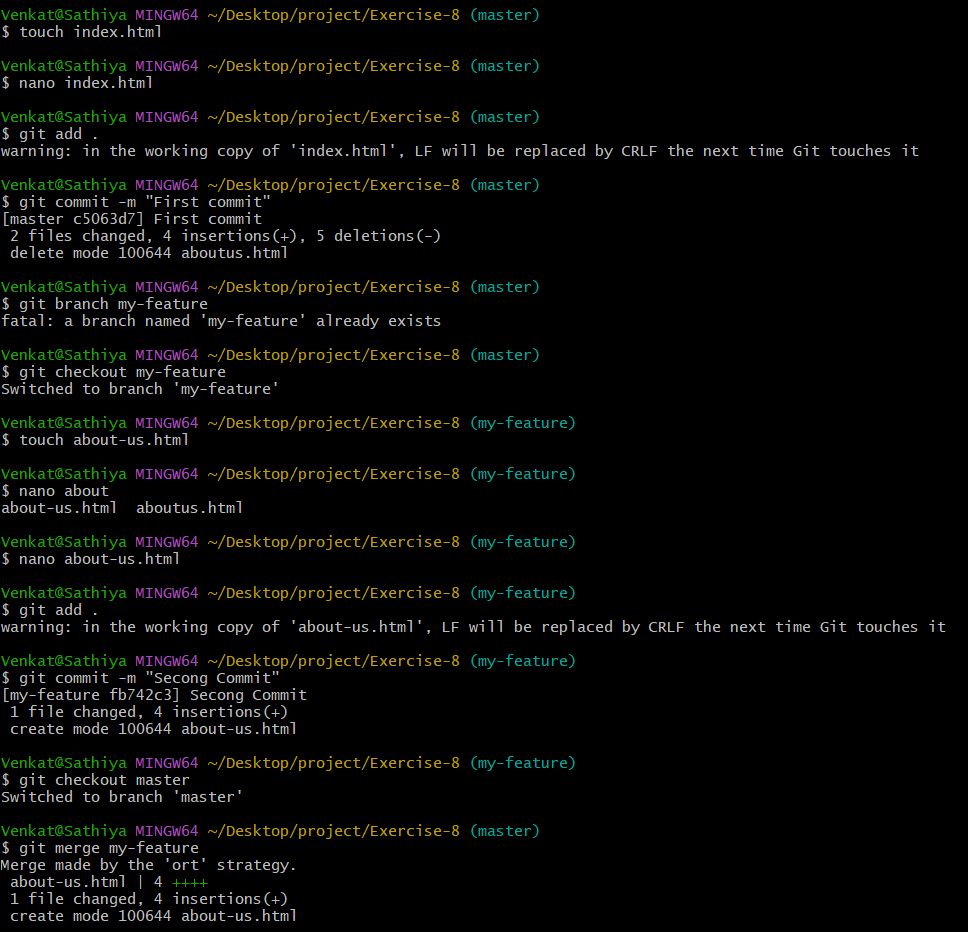 Venkat@Sathiya MINGW64 ~/Desktop/project/Exercise-8 (master)
$ touch index.html
Venkat@Sathiya MINGW64 ~/Desktop/project/Exercise-8 (master)
$ nano index.html
Venkat@Sathiya MINGW64 ~/Desktop/project/Exercise-8 (master)
$ git add .
warning: in the working copy of 'index.html', LF will be replaced by CRLF the next time Git touches it
Venkat@Sathiya MINGW64 ~/Desktop/project/Exercise-8 (master)
$ git commit -m "First commit"
[master c5063d7] First commit
 2 files changed, 4 insertions(+), 5 deletions(-)
 delete mode 100644 aboutus.html
Venkat@Sathiya MINGW64 ~/Desktop/project/Exercise-8 (master)
$ git branch my-feature
fatal: a branch named 'my-feature' already exists
Venkat@Sathiya MINGW64 ~/Desktop/project/Exercise-8 (master)
$ git checkout my-feature
Switched to branch 'my-feature'
Venkat@Sathiya MINGW64 ~/Desktop/project/Exercise-8 (my-feature)
$ touch about-us.html
Venkat@Sathiya MINGW64 ~/Desktop/project/Exercise-8 (my-feature)
$ nano about
about-us.html  aboutus.html
Venkat@Sathiya MINGW64 ~/Desktop/project/Exercise-8 (my-feature)
$ nano about-us.html
Venkat@Sathiya MINGW64 ~/Desktop/project/Exercise-8 (my-feature)
$ git add .
warning: in the working copy of 'about-us.html', LF will be replaced by CRLF the next time Git touches it
Venkat@Sathiya MINGW64 ~/Desktop/project/Exercise-8 (my-feature)
$ git commit -m "Secong Commit"
[my-feature fb742c3] Secong Commit
 1 file changed, 4 insertions(+)
 create mode 100644 about-us.html
Venkat@Sathiya MINGW64 ~/Desktop/project/Exercise-8 (my-feature)
$ git checkout master
Switched to branch 'master'
Venkat@Sathiya MINGW64 ~/Desktop/project/Exercise-8 (master)
$ git merge my-feature
Merge made by the 'ort' strategy.
 about-us.html | 4 ++++
 1 file changed, 4 insertions(+)
 create mode 100644 about-us.html